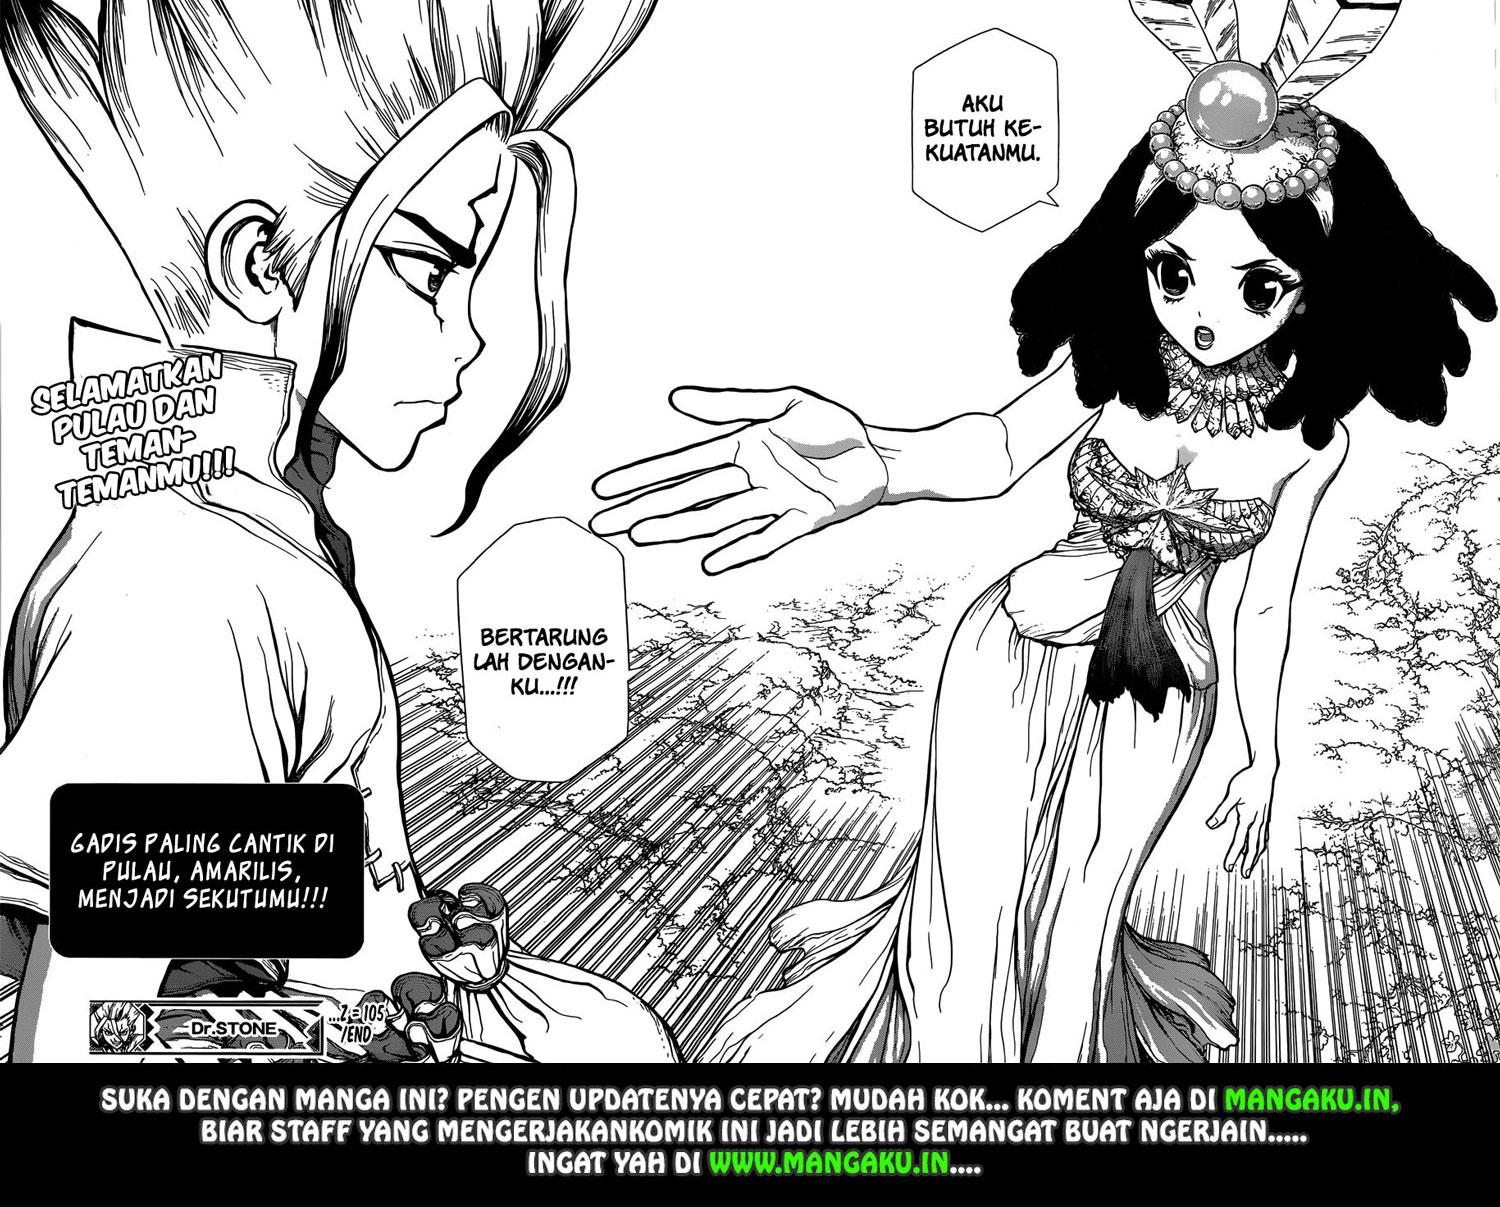 AKU
BUTUH KE-
KUATANMU.
SELAMATKAN
PULAU DAN
TEMAN-
TEMANMU!!!
BERTARUNG
LAH DENGAN-
KU...!!!
GADIS PALING CANTIK DI
PULAU, AMARILIS,
MENJADI SEKUTUMU!!!
Dr.STONE
...Z = 105
/END
SUKA DENGAN MANGA INI? PENGEN UPDATENYA CEPAT? MUDAH KOK... KOMENT AJA DI MANGAKU.IN,
BIAR STAFF YANG MENGERJAKANKOMIK INI JADI LEBIH SEMANGAT BUAT NGERJAIN.....
INGAT YAH DI WWW.MANGAKU.IN....